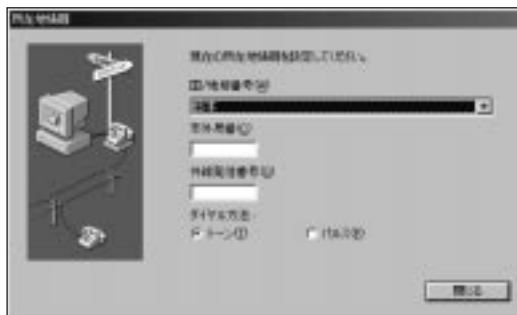 所在地情報
現在の所在地情報を設定してください。
国/地域番号(W)
市外局番(C)
外線発信番号(U)
ダイヤル方法:
トーン(T) パルス(P)
閉じる